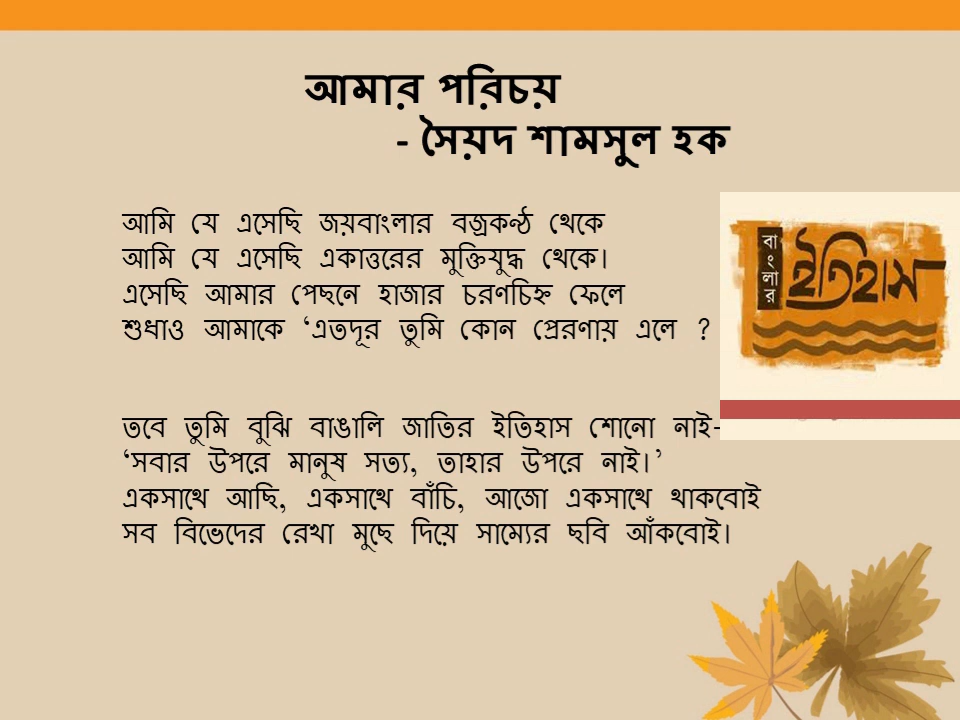 আমার পরিচয়
- সৈয়দ শামসুল হক
আমি যে এসেছি জয়বাংলার বজ্রকণ্ঠ থেকে
আমি যে এসেছি একাত্তরের মুক্তিযুদ্ধ থেকে।
এসেছি আমার পেছনে হাজার চরণচিহ্ন ফেলে
শুধাও আমাকে ‘এতদূর তুমি কোন প্রেরণায় এলে ?
তবে তুমি বুঝি বাঙালি জাতির ইতিহাস শোনো নাই-
‘সবার উপরে মানুষ সত্য, তাহার উপরে নাই।’
একসাথে আছি, একসাথে বাঁচি, আজো একসাথে থাকবোই
সব বিভেদের রেখা মুছে দিয়ে সাম্যের ছবি আঁকবোই।
বাংলার
ইতিহাস